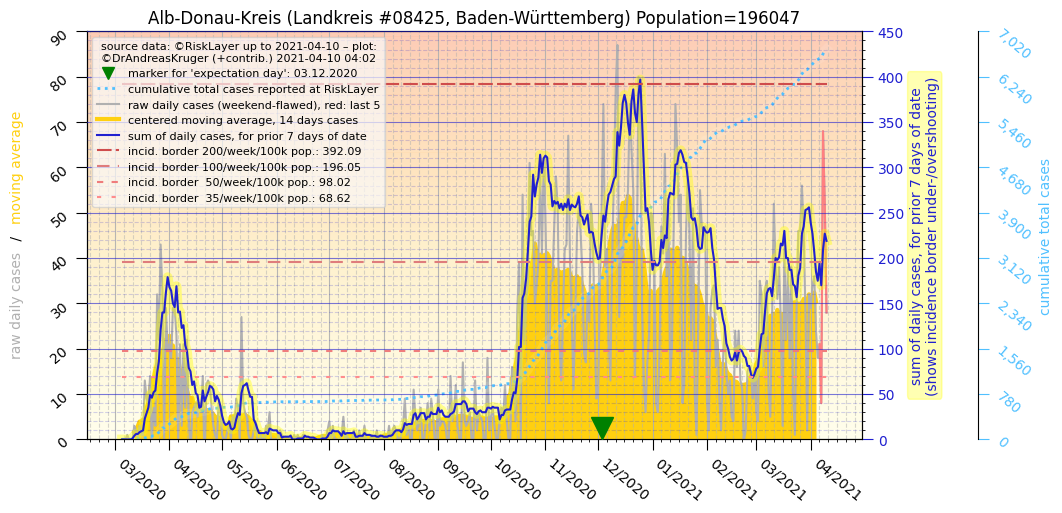 Alb-Donau-Kreis (Landkreis #08425, Baden-Württemberg) Population=196047
source data: ©RiskLayer up to 2021-04-10 – plot:
©DrAndreasKruger (+contrib.) 2021-04-10 04:02
marker for 'expectation day': 03.12.2020
cumulative total cases reported at RiskLayer
raw daily cases (weekend-flawed), red: last 5
centered moving average, 14 days cases
sum of daily cases, for prior 7 days of date
incid. border 200/week/100k pop.: 392.09
incid. border 100/week/100k pop.: 196.05
incid. border  50/week/100k pop.: 98.02
incid. border  35/week/100k pop.: 68.62
raw daily cases  /  moving average
90
80
70
60
50
40
30
20
10
0
03/2020
04/2020
05/2020
06/2020
07/2020
08/2020
09/2020
10/2020
11/2020
12/2020
01/2021
02/2021
03/2021
04/2021
450
400
350
300
250
200
150
100
50
0
sum of daily cases, for prior 7 days of date
(shows incidence border under-/overshooting)
7,020
6,240
5,460
4,680
3,900
3,120
2,340
1,560
780
0
cumulative total cases